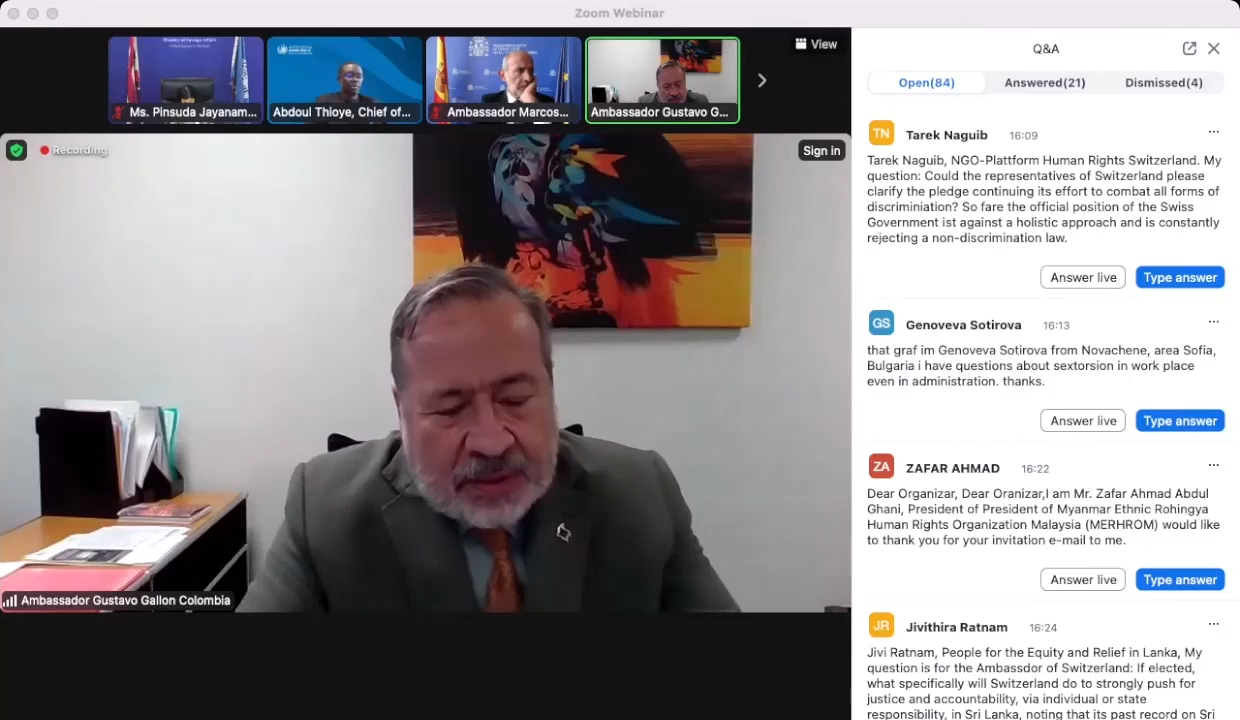 Zoom Webinar
Ministry of Foreign Affairs
Ms. Pinsuda Jayanam...
Abdoul Thioye, Chief of...
Ambassador Marcos...
Ambassador Gustavo G...
View
Recording
Sign in
Ambassador Gustavo Gallon Colombia
Q&A
Open(84)
Answered(21)
Dismissed(4)
TN
Tarek Naguib 16:09
Tarek Naguib, NGO-Plattform Human Rights Switzerland. My
question: Could the representatives of Switzerland please
clarify the pledge continuing its effort to combat all forms of
discriminiation? So fare the official position of the Swiss
Government ist against a holistic approach and is constantly
rejecting a non-discrimination law.
Answer live
Type answer
GS
Genoveva Sotirova 16:13
that graf im Genoveva Sotirova from Novachene, area Sofia,
Bulgaria i have questions about sextorsion in work place
even in administration. thanks.
Answer live
Type answer
ZA
ZAFAR AHMAD 16:22
Dear Organizar, Dear Oranizar,I am Mr. Zafar Ahmad Abdul
Ghani, President of President of Myanmar Ethnic Rohingya
Human Rights Organization Malaysia (MERHROM) would like
to thank you for your invitation e-mail to me.
Answer live
Type answer
JR
Jivithira Ratnam 16:24
Jivi Ratnam, People for the Equity and Relief in Lanka, My
question is for the Ambassdor of Switzerland: If elected,
what specifically will Switzerland do to strongly push for
justice and accountability, via individual or state
responsibility, in Sri Lanka, noting that its past record on Sri